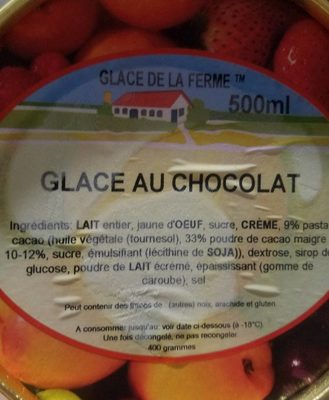 GLACE DE LA FERME ™
500ml
GLACE AU CHOCOLAT
Ingrédients: LAIT entier, jaune d'OEUF, sucre, CRÈME, 9% pasta
cacao (huile végétale (tournesol), 33% poudre de cacao maigre
10-12%, sucre, émulsifiant (lécithine de SOJA)), dextrose, sirop de
glucose, poudre de LAIT écrémé, épaississant (gomme de
caroube), sel
Peut contenir des traces de (autres) noix, arachide et gluten.
A consommer jusqu'au: voir date ci-dessous (à -18°C).
Une fois décongelé, ne pas recongeler.
400 grammes